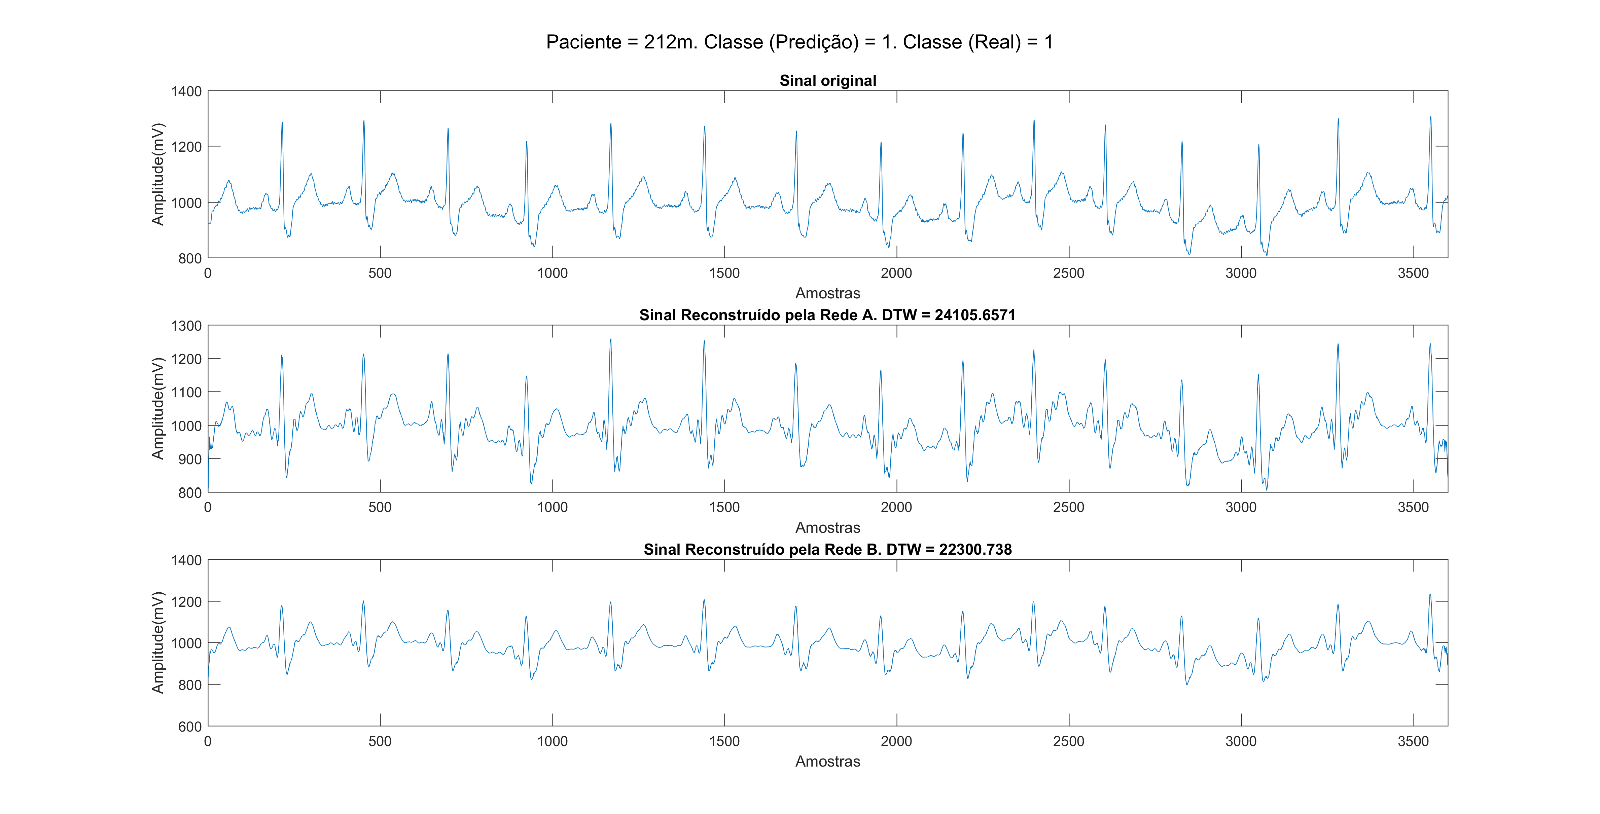 Paciente = 212m. Classe (Predição) = 1. Classe (Real) = 1
Sinal original
1400
1200
1000
800
Amplitude(mV)
0 500 1000 1500 2000 2500 3000 3500
Amostras
Sinal Reconstruído pela Rede A. DTW = 24105.6571
1300
1200
1100
1000
900
800
Amplitude(mV)
0 500 1000 1500 2000 2500 3000 3500
Amostras
Sinal Reconstruído pela Rede B. DTW = 22300.738
1400
1200
1000
800
600
Amplitude(mV)
0 500 1000 1500 2000 2500 3000 3500
Amostras